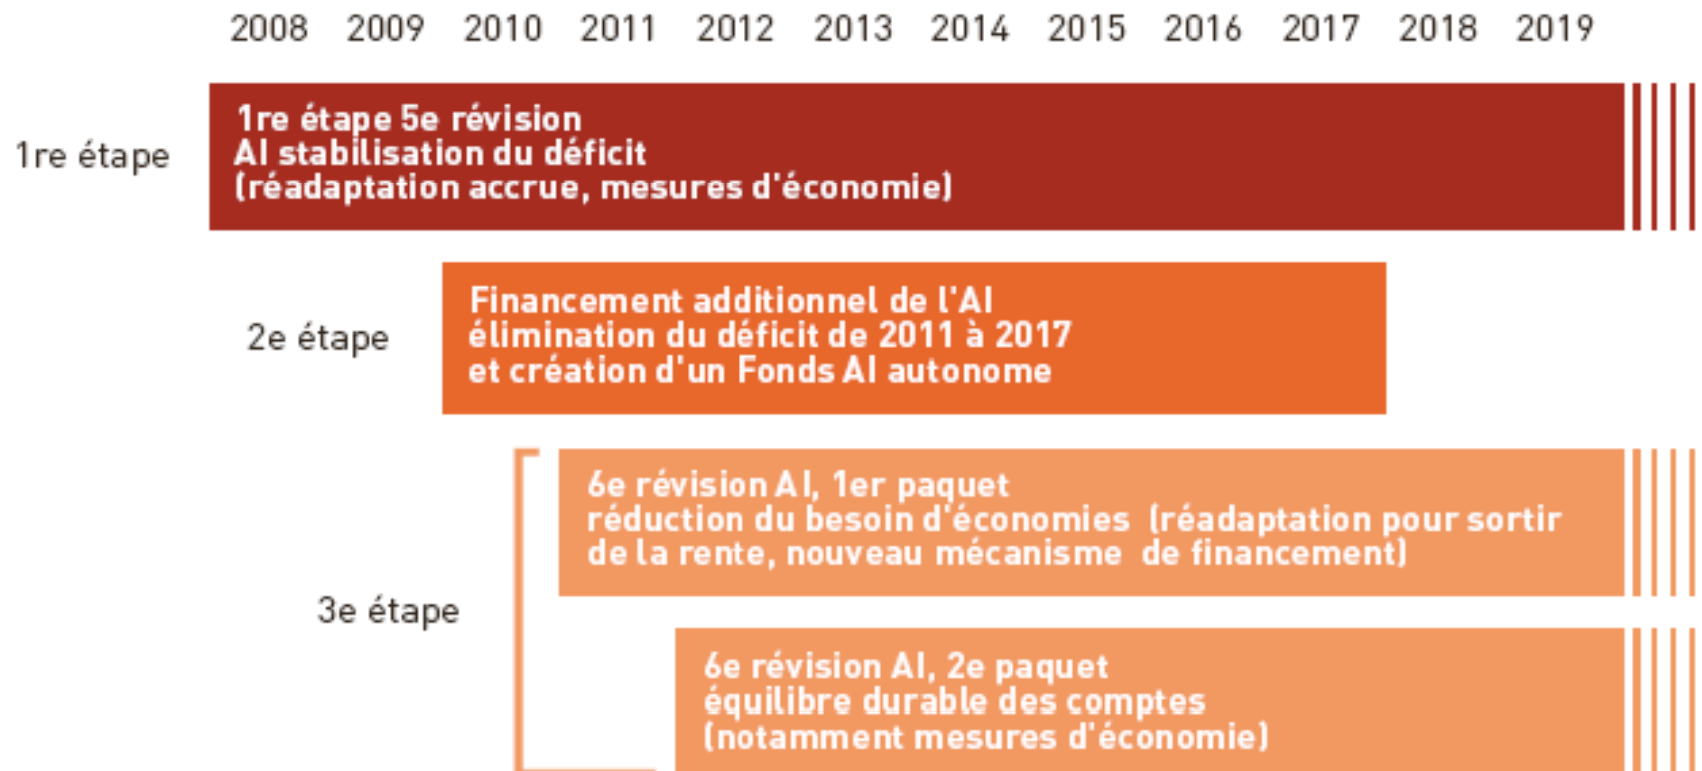 2008 2009 2010 2011 2012 2013 2014 2015 2016 2017 2018 2019
1re étape
1re étape 5e révision
AI stabilisation du déficit
(réadaptation accrue, mesures d'économie)
2e étape
Financement additionnel de l'AI
élimination du déficit de 2011 à 2017
et création d'un Fonds AI autonome
3e étape
6e révision AI, 1er paquet
réduction du besoin d'économies (réadaptation pour sortir
de la rente, nouveau mécanisme de financement)
6e révision AI, 2e paquet
équilibre durable des comptes
(notamment mesures d'économie)